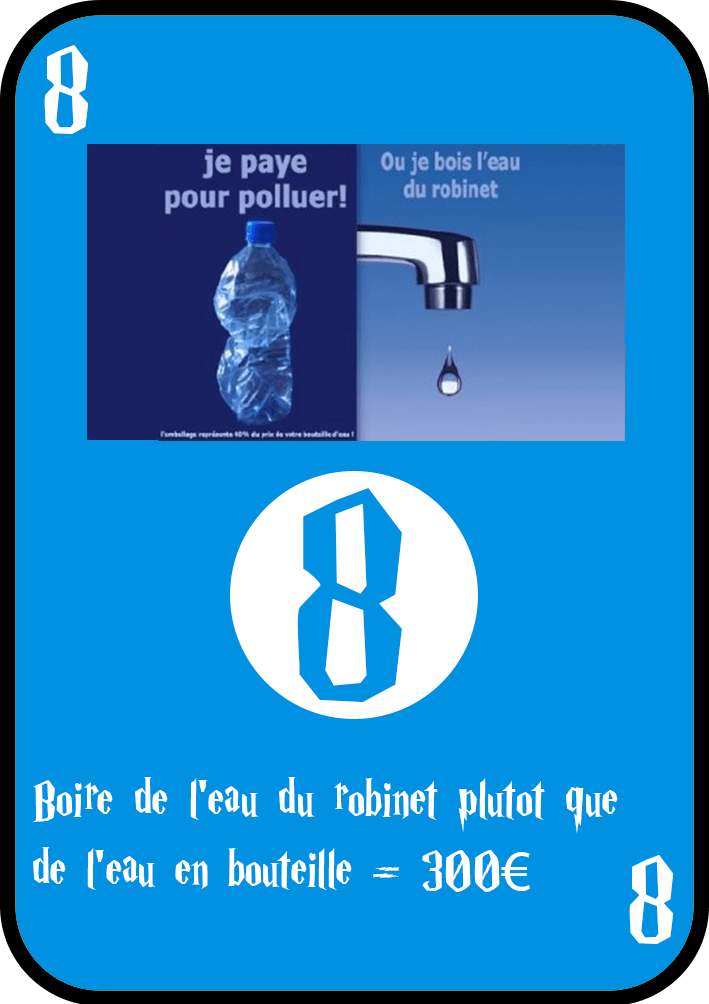 8
je paye
pour polluer!
Ou je bois l'eau
du robinet
l'emballage représente 40% du prix de votre bouteille d'eau !
8
Boire de l'eau du robinet plutot que
de l'eau en bouteille = 300€
8